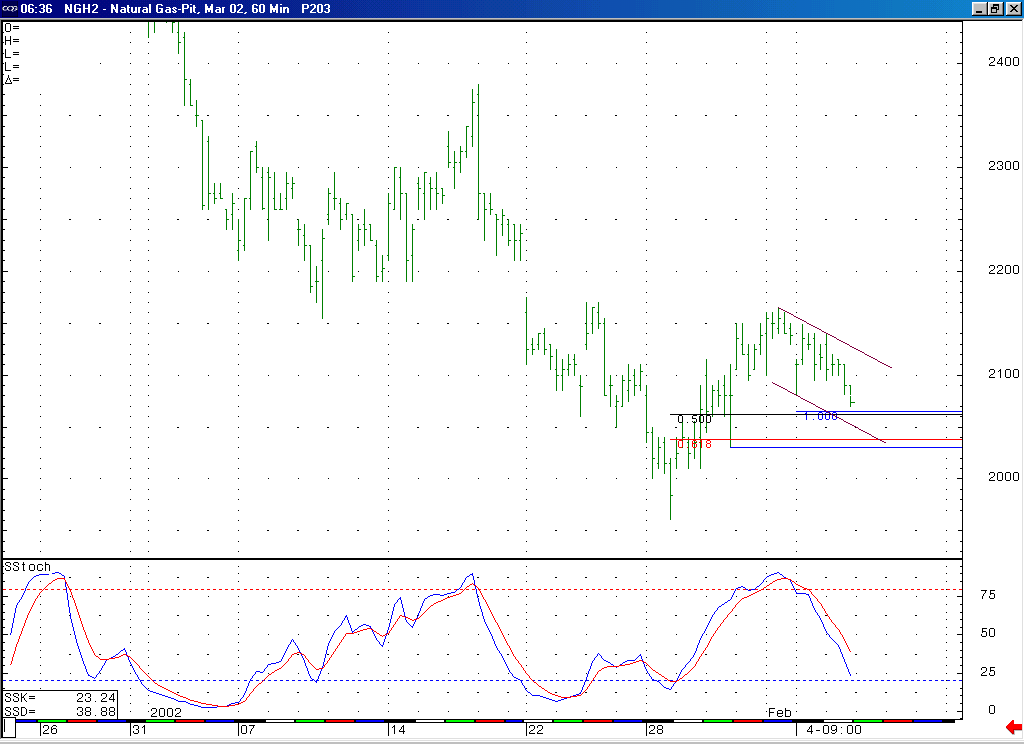 CQG 06:36 NGH2 - Natural Gas-Pit, Mar 02, 60 Min P203
O=
H=
L=
L=
Δ=
2400
2300
2200
2100
2000
0.500
1.000
0.618
SStoch
75
50
25
0
SSK= 23.24
SSD= 38.88
2002
Feb
26
31
07
14
22
28
4-09:00